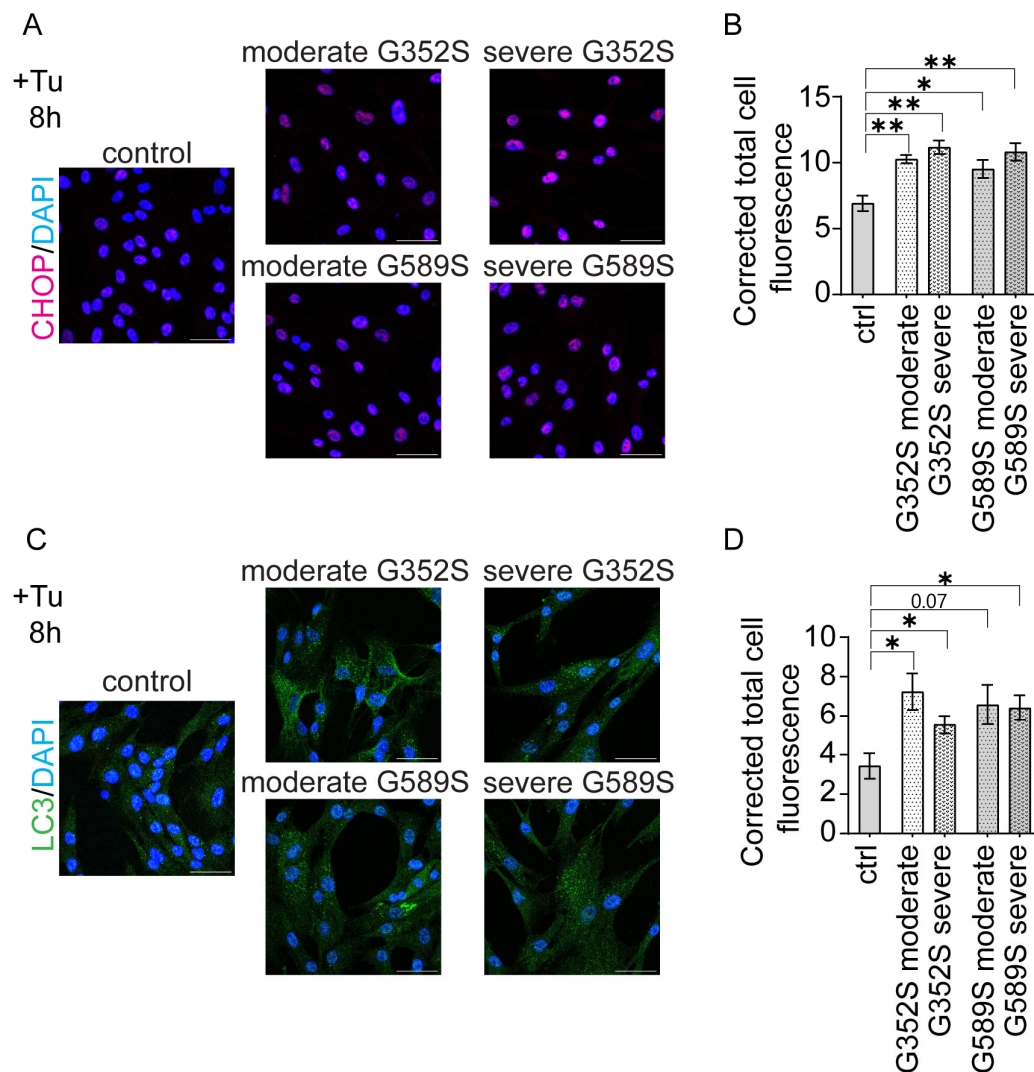 A
+Tu
8h
control
CHOP/DAPI
moderate G352S
severe G352S
moderate G589S
severe G589S
B
Corrected total cell
fluorescence
15
10
5
0
**
**
*
**
ctrl
G352S moderate
G352S severe
G589S moderate
G589S severe
C
+Tu
8h
control
LC3/DAPI
moderate G352S
severe G352S
moderate G589S
severe G589S
D
Corrected total cell
fluorescence
10
8
6
4
2
0
*
*
0.07
*
ctrl
G352S moderate
G352S severe
G589S moderate
G589S severe